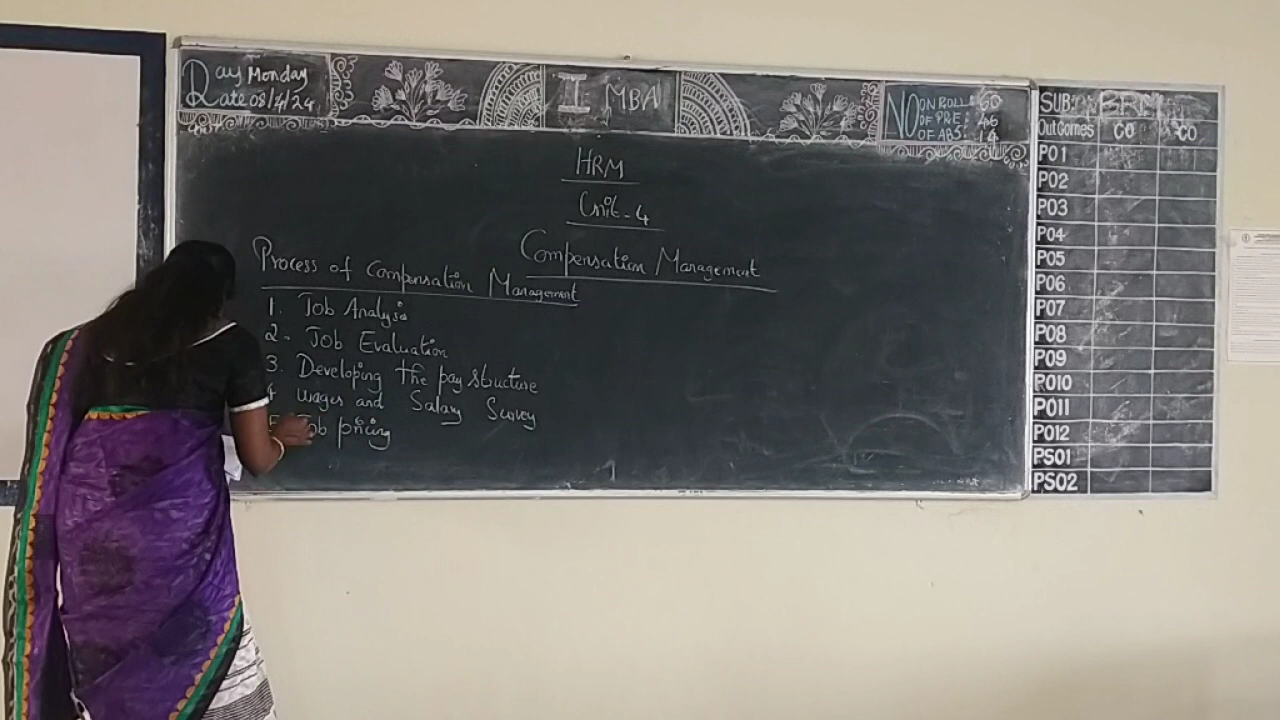 Day Monday
Date 08/4/24
I MBA
NO ON ROLL: 60
OF PRE: 46
OF ABS: 14
HRM
Unit-4
Compensation Management
Process of Compensation Management
1. Job Analysis
2. Job Evaluation
3. Developing the pay structure
4 wages and Salary Survey
5. Job pricing
SUB:
Outcomes CO CO
PO1
PO2
PO3
PO4
PO5
PO6
PO7
PO8
PO9
PO10
PO11
PO12
PSO1
PSO2